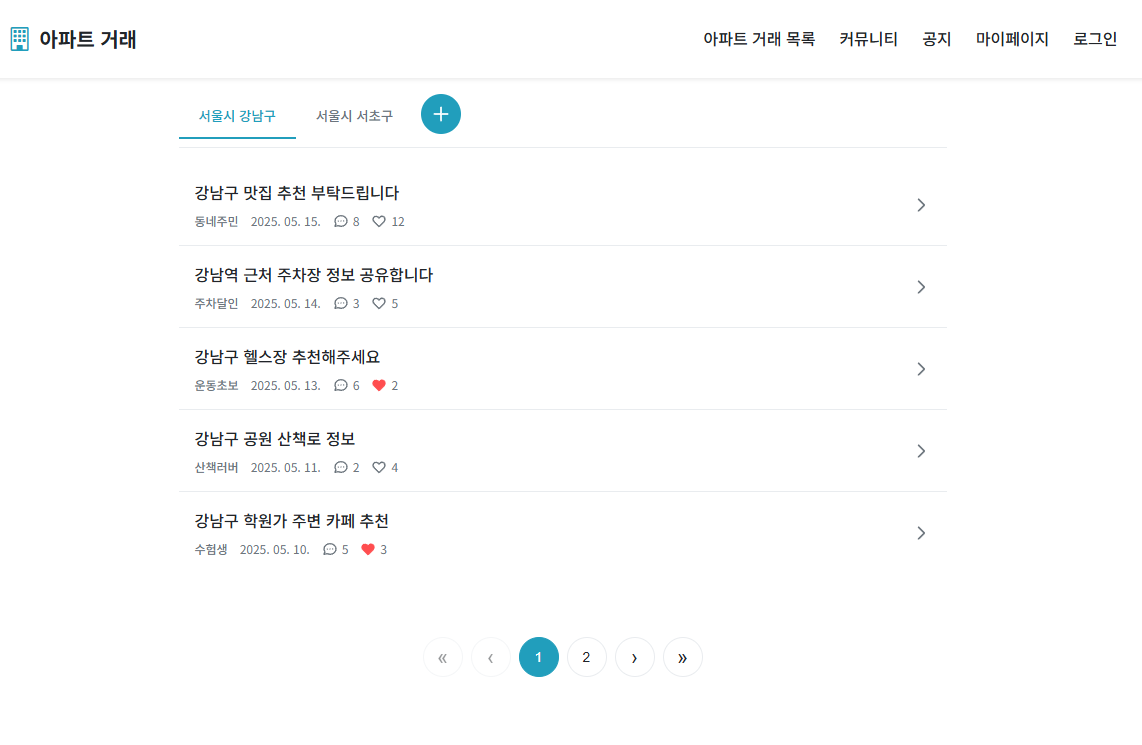 아파트 거래
아파트 거래 목록 커뮤니티 공지 마이페이지 로그인
서울시 강남구 서울시 서초구 +
강남구 맛집 추천 부탁드립니다
동네주민 2025. 05. 15. 8 12
강남역 근처 주차장 정보 공유합니다
주차달인 2025. 05. 14. 3 5
강남구 헬스장 추천해주세요
운동초보 2025. 05. 13. 6 2
강남구 공원 산책로 정보
산책러버 2025. 05. 11. 2 4
강남구 학원가 주변 카페 추천
수험생 2025. 05. 10. 5 3
« ‹ 1 2 › »